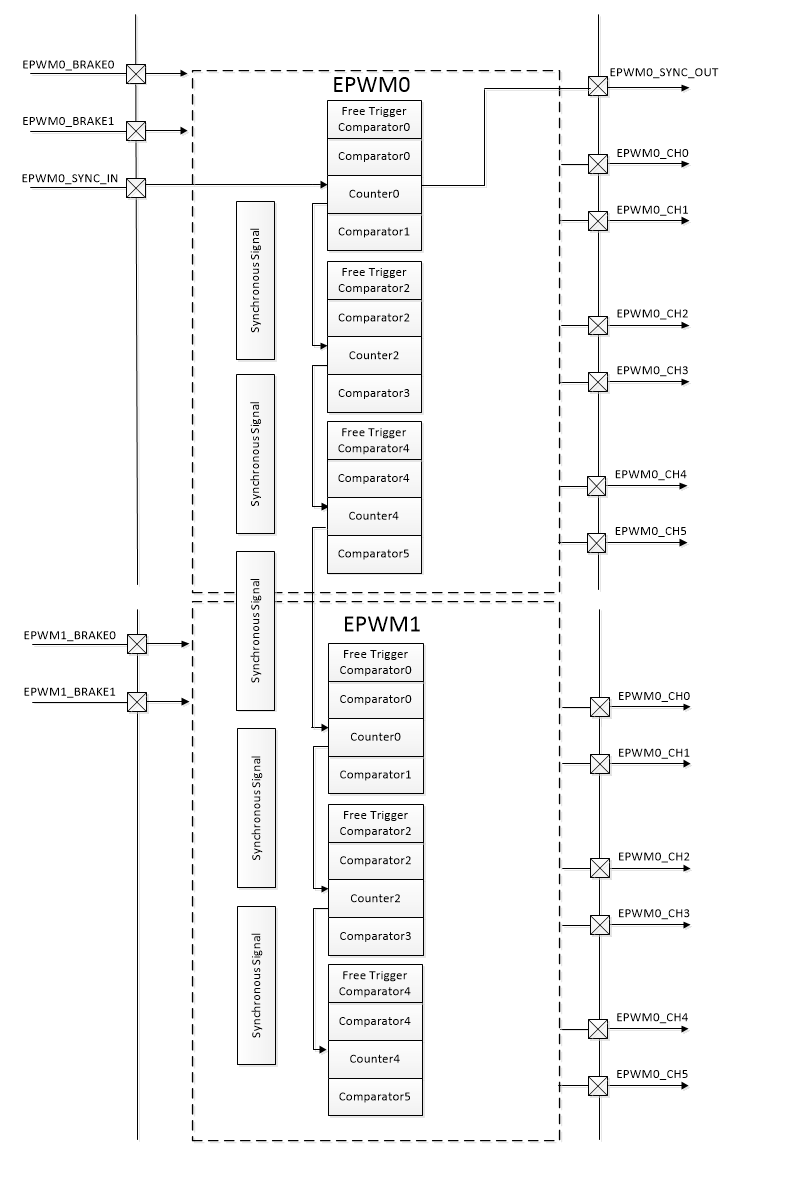 EPWM0_BRAKE0
EPWM0_BRAKE1
EPWM0_SYNC_IN
EPWM0
Free Trigger
Comparator0
Comparator0
Counter0
Comparator1
Free Trigger
Comparator2
Comparator2
Counter2
Comparator3
Free Trigger
Comparator4
Comparator4
Counter4
Comparator5
Synchronous Signal
Synchronous Signal
Synchronous Signal
EPWM0_SYNC_OUT
EPWM0_CH0
EPWM0_CH1
EPWM0_CH2
EPWM0_CH3
EPWM0_CH4
EPWM0_CH5
EPWM1_BRAKE0
EPWM1_BRAKE1
EPWM1
Free Trigger
Comparator0
Comparator0
Counter0
Comparator1
Free Trigger
Comparator2
Comparator2
Counter2
Comparator3
Free Trigger
Comparator4
Comparator4
Counter4
Comparator5
Synchronous Signal
Synchronous Signal
EPWM0_CH0
EPWM0_CH1
EPWM0_CH2
EPWM0_CH3
EPWM0_CH4
EPWM0_CH5